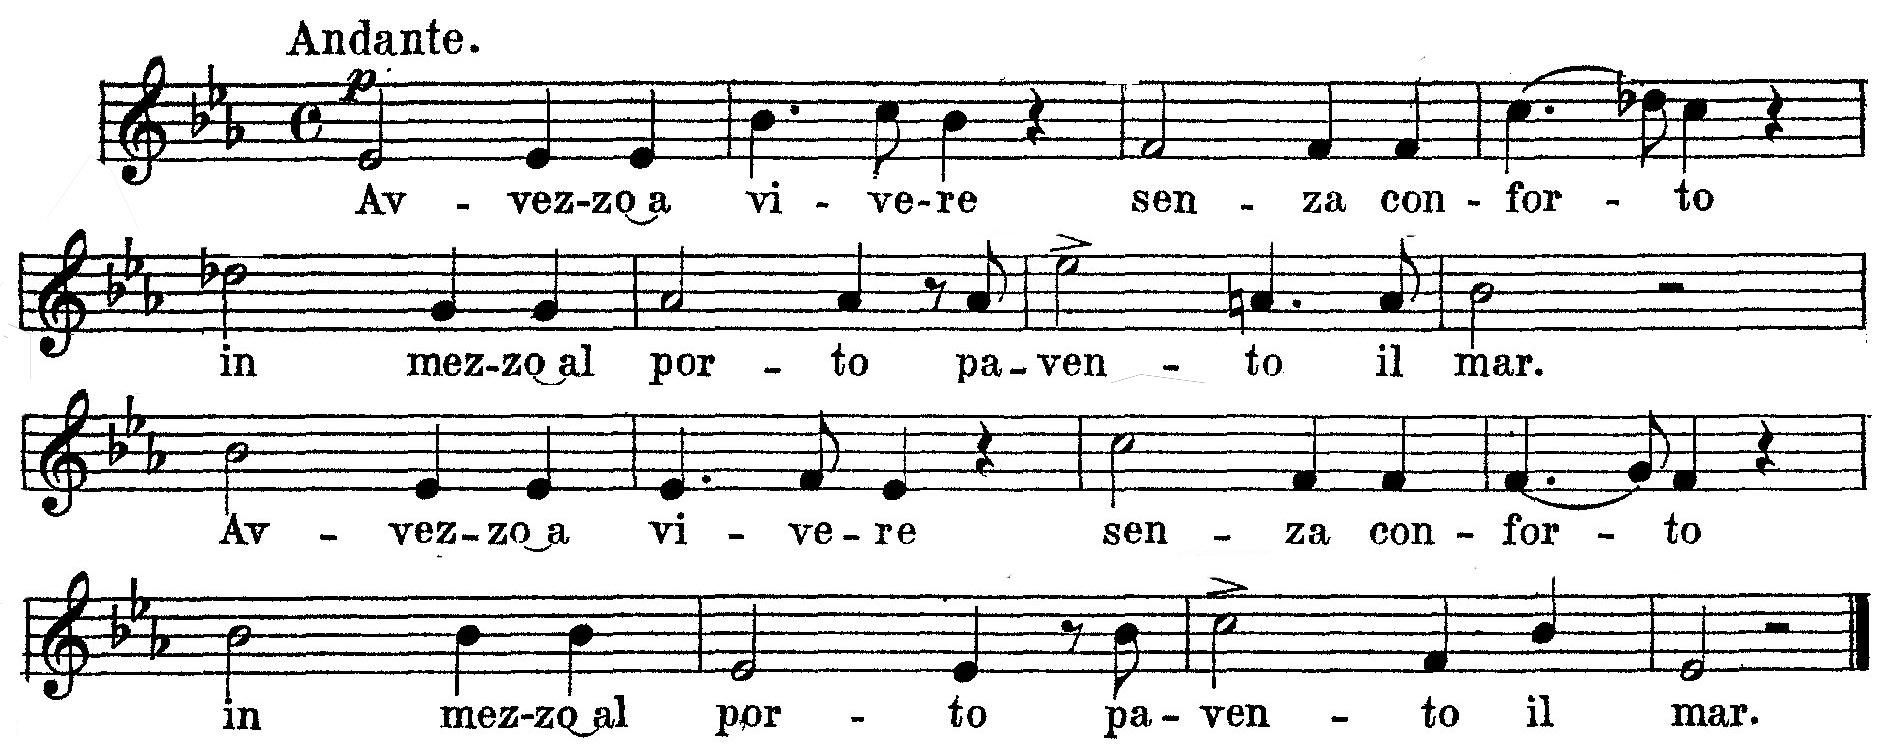 Andante.
p
Av - vez-zo a vi - ve-re sen - za con - for - to
in mez-zo al por - to pa-ven - to il mar.
Av - vez-zo a vi - ve-re sen - za con - for - to
in mez-zo al por - to pa-ven - to il mar.